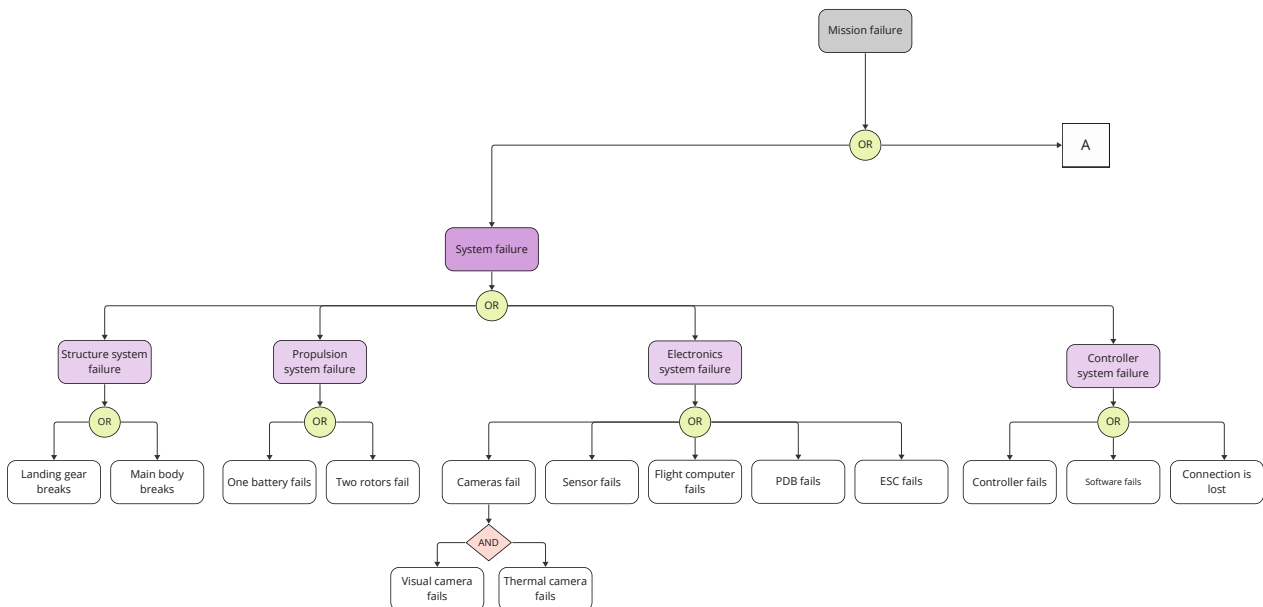 Mission failure
OR
A
System failure
OR
Structure system
failure
Propulsion
system failure
Electronics
system failure
Controller
system failure
OR
OR
OR
OR
Landing gear
breaks
Main body
breaks
One battery fails
Two rotors fail
Cameras fail
Sensor fails
Flight computer
fails
PDB fails
ESC fails
Controller fails
Software fails
Connection is
lost
AND
Visual camera
fails
Thermal camera
fails